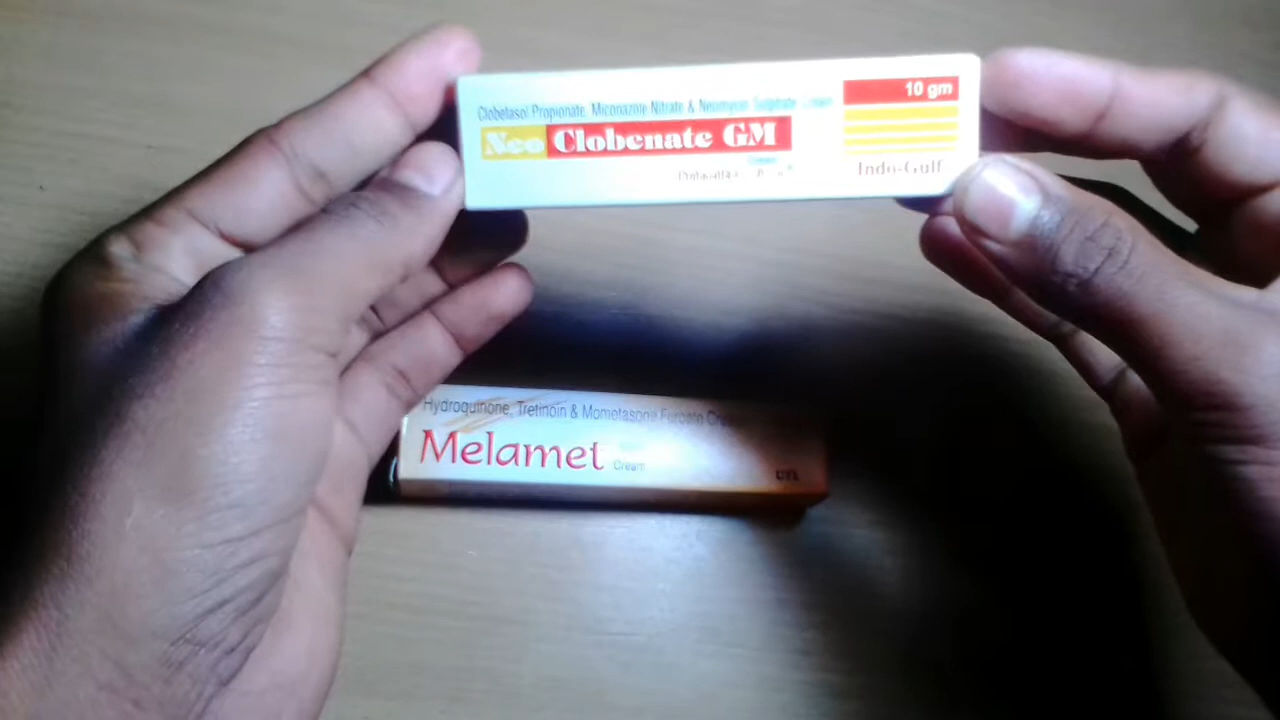 Clobetasol Propionate, Miconazole Nitrate & Neomycin Sulphate Cream
Neo Clobenate GM
Cream
10 gm
Indo-Gulf
Hydroquinone, Tretinoin & Mometasone Furoate
Melamet
Cream